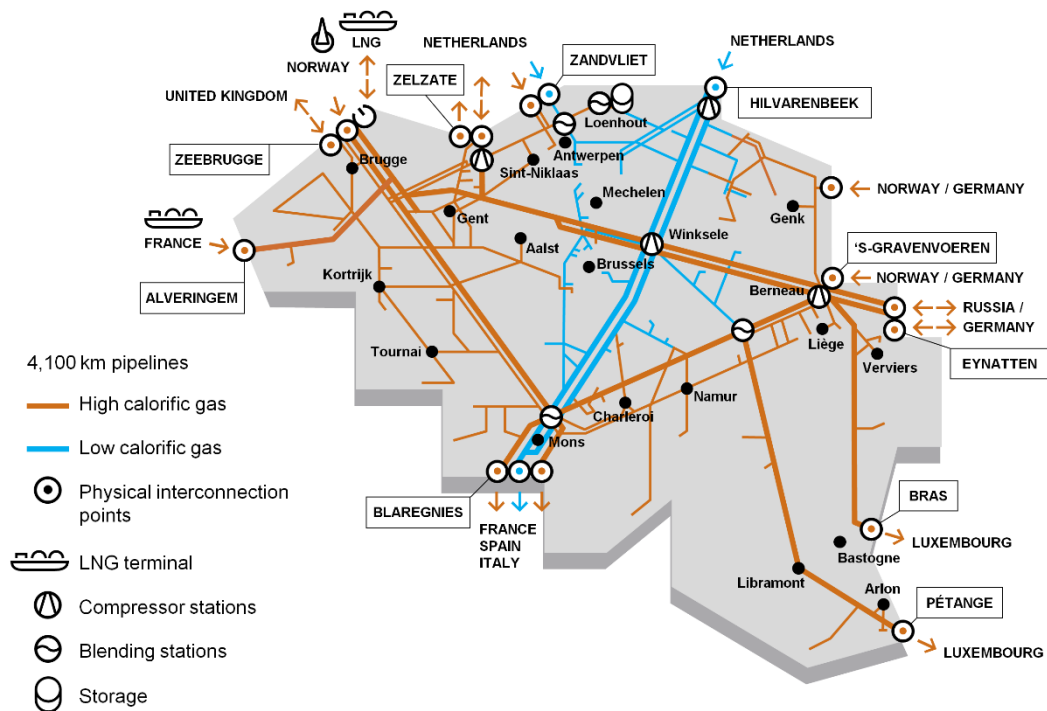 LNG
NORWAY
NETHERLANDS
ZANDVLIET
NETHERLANDS
ZELZATE
UNITED KINGDOM
HILVARENBEEK
Loenhout
ZEEBRUGGE
Brugge
Antwerpen
Sint-Niklaas
Mechelen
NORWAY / GERMANY
Genk
Gent
FRANCE
Aalst
Winksele
'S-GRAVENVOEREN
Brussels
NORWAY / GERMANY
Kortrijk
Berneau
ALVERINGEM
RUSSIA /
GERMANY
Liège
Tournai
Verviers
EYNATTEN
4,100 km pipelines
High calorific gas
Namur
Charleroi
Low calorific gas
Mons
Physical interconnection
points
BLAREGNIES
BRAS
FRANCE
SPAIN
ITALY
LUXEMBOURG
Bastogne
LNG terminal
Libramont
Arlon
Compressor stations
PÉTANGE
Blending stations
LUXEMBOURG
Storage